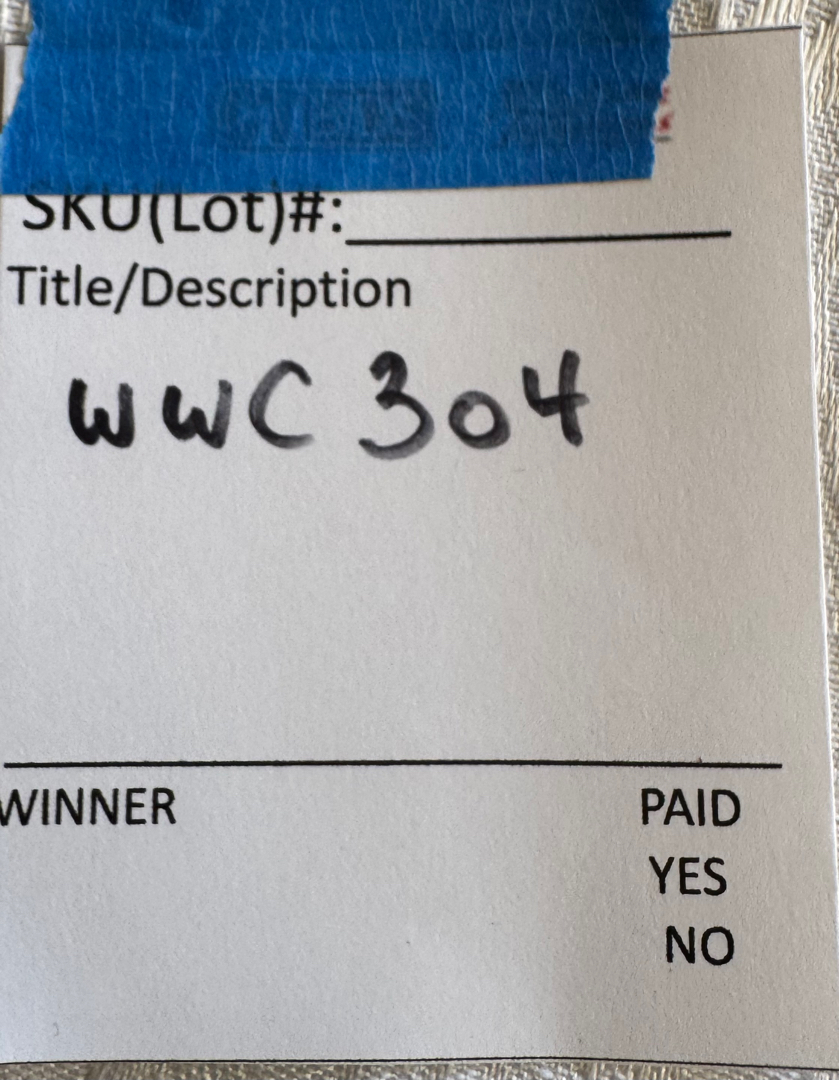 SKU(Lot)#:
Title/Description
WWC 304
WINNER PAID
YES
NO